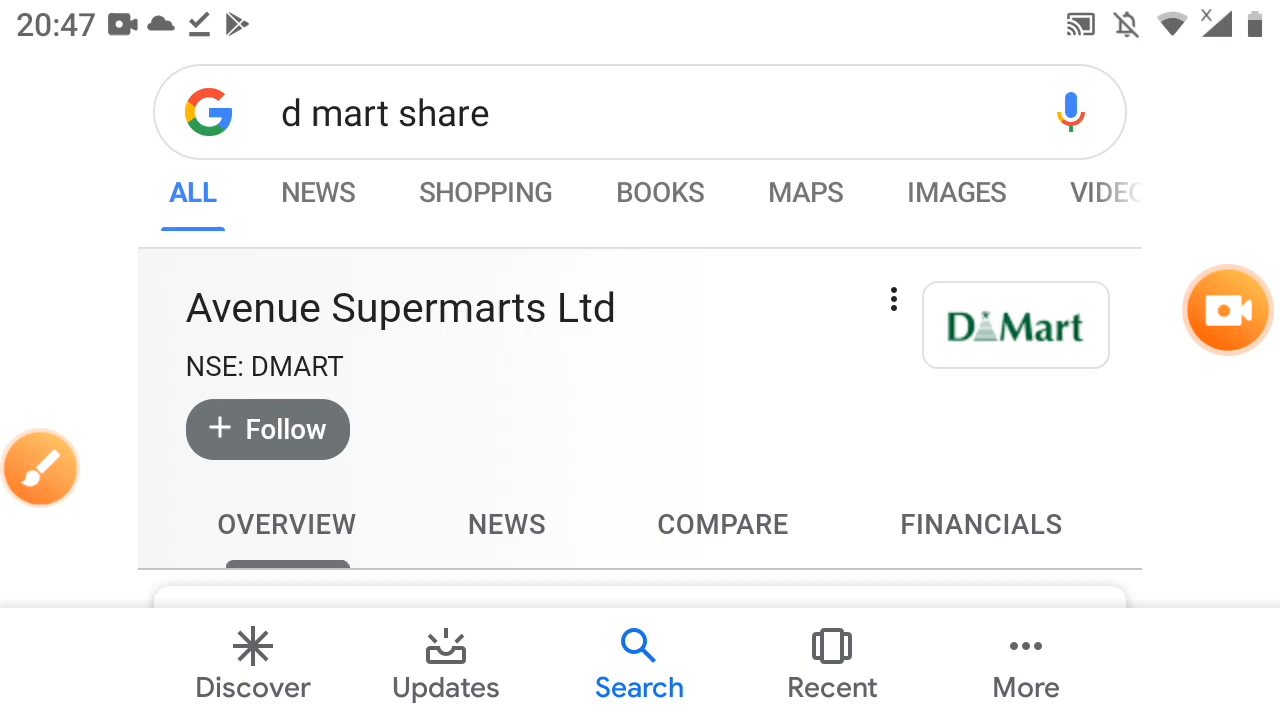 20:47
X
d mart share
ALL NEWS SHOPPING BOOKS MAPS IMAGES VIDEO
Avenue Supermarts Ltd
NSE: DMART
DMart
+ Follow
OVERVIEW NEWS COMPARE FINANCIALS
Discover Updates Search Recent More